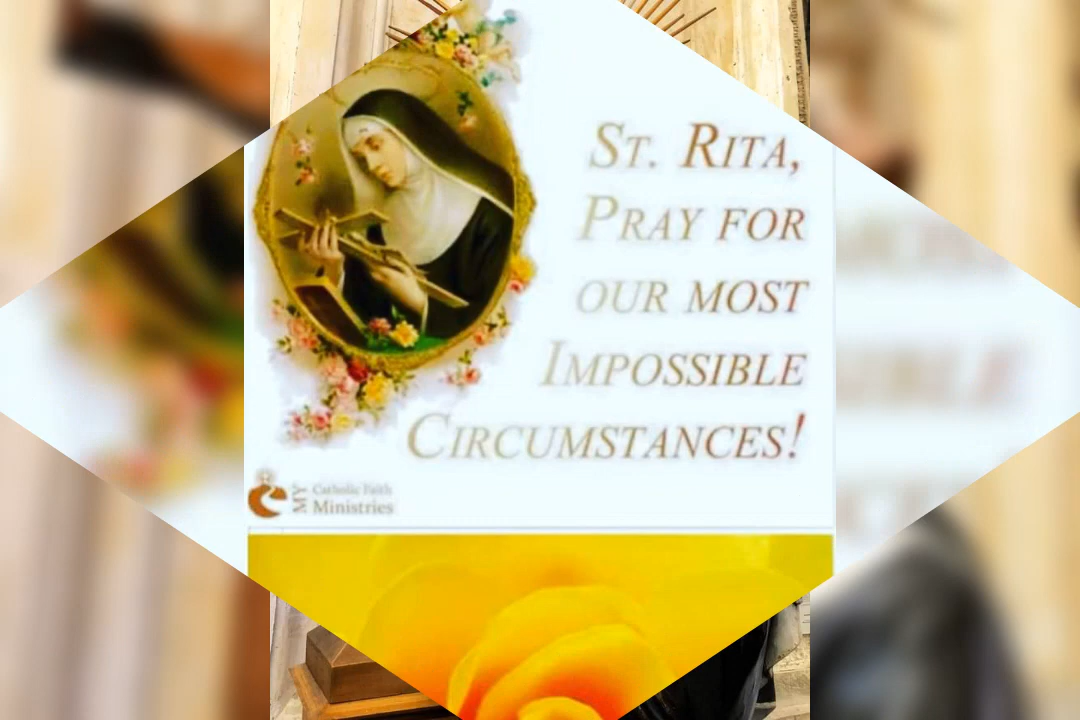 St. Rita,
Pray for
our most
Impossible
Circumstances!
MY
Catholic Faith
Ministries